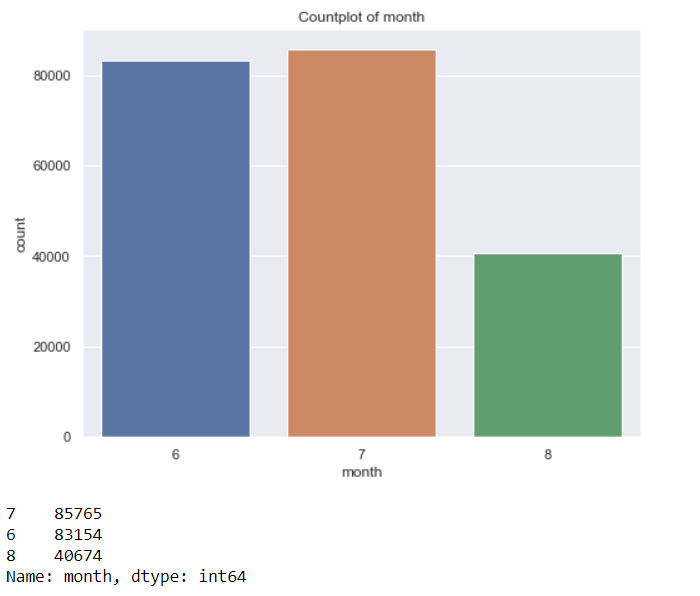 Countplot of month
80000
60000
40000
20000
0
count
6 7 8
month
7 85765
6 83154
8 40674
Name: month, dtype: int64